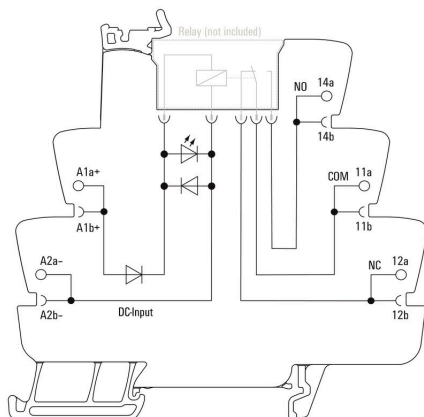 Relay (not included)
NO
14a
14b
A1a+
A1b+
COM
11a
11b
A2a–
A2b–
DC-Input
NC
12a
12b